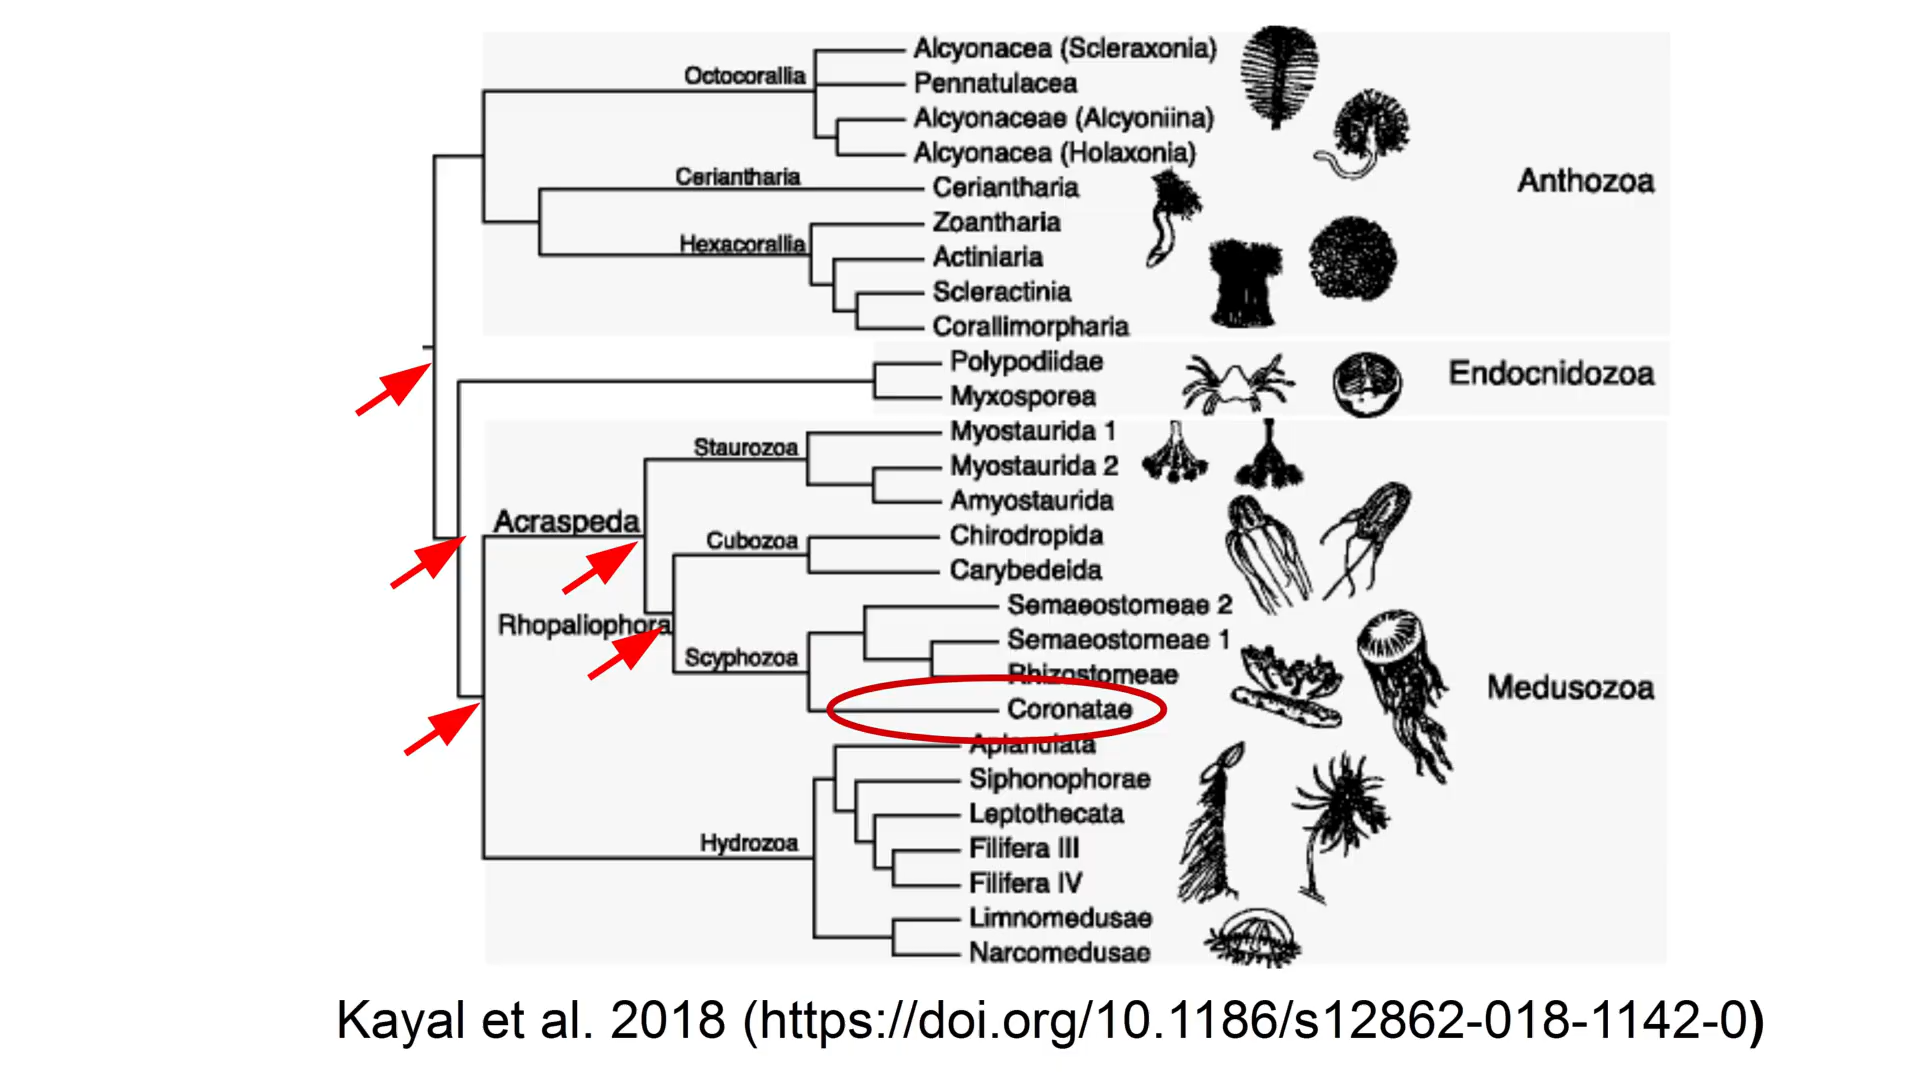 Alcyonacea (Scleraxonia)
Octocorallia
Pennatulacea
Alcyonaceae (Alcyoniina)
Alcyonacea (Holaxonia)
Ceriantharia
Ceriantharia
Anthozoa
Zoantharia
Hexacorallia
Actiniaria
Scleractinia
Corallimorpharia
Polypodiidae
Endocnidozoa
Myxosporea
Myostaurida 1
Staurozoa
Myostaurida 2
Amyostaurida
Acraspeda
Chirodropida
Cubozoa
Carybedeida
Semaeostomeae 2
Rhopaliophora
Semaeostomeae 1
Scyphozoa
Rhizostomeae
Medusozoa
Coronatae
Aplanulata
Siphonophorae
Leptothecata
Hydrozoa
Filifera III
Filifera IV
Limnomedusae
Narcomedusae
Kayal et al. 2018 (https://doi.org/10.1186/s12862-018-1142-0)